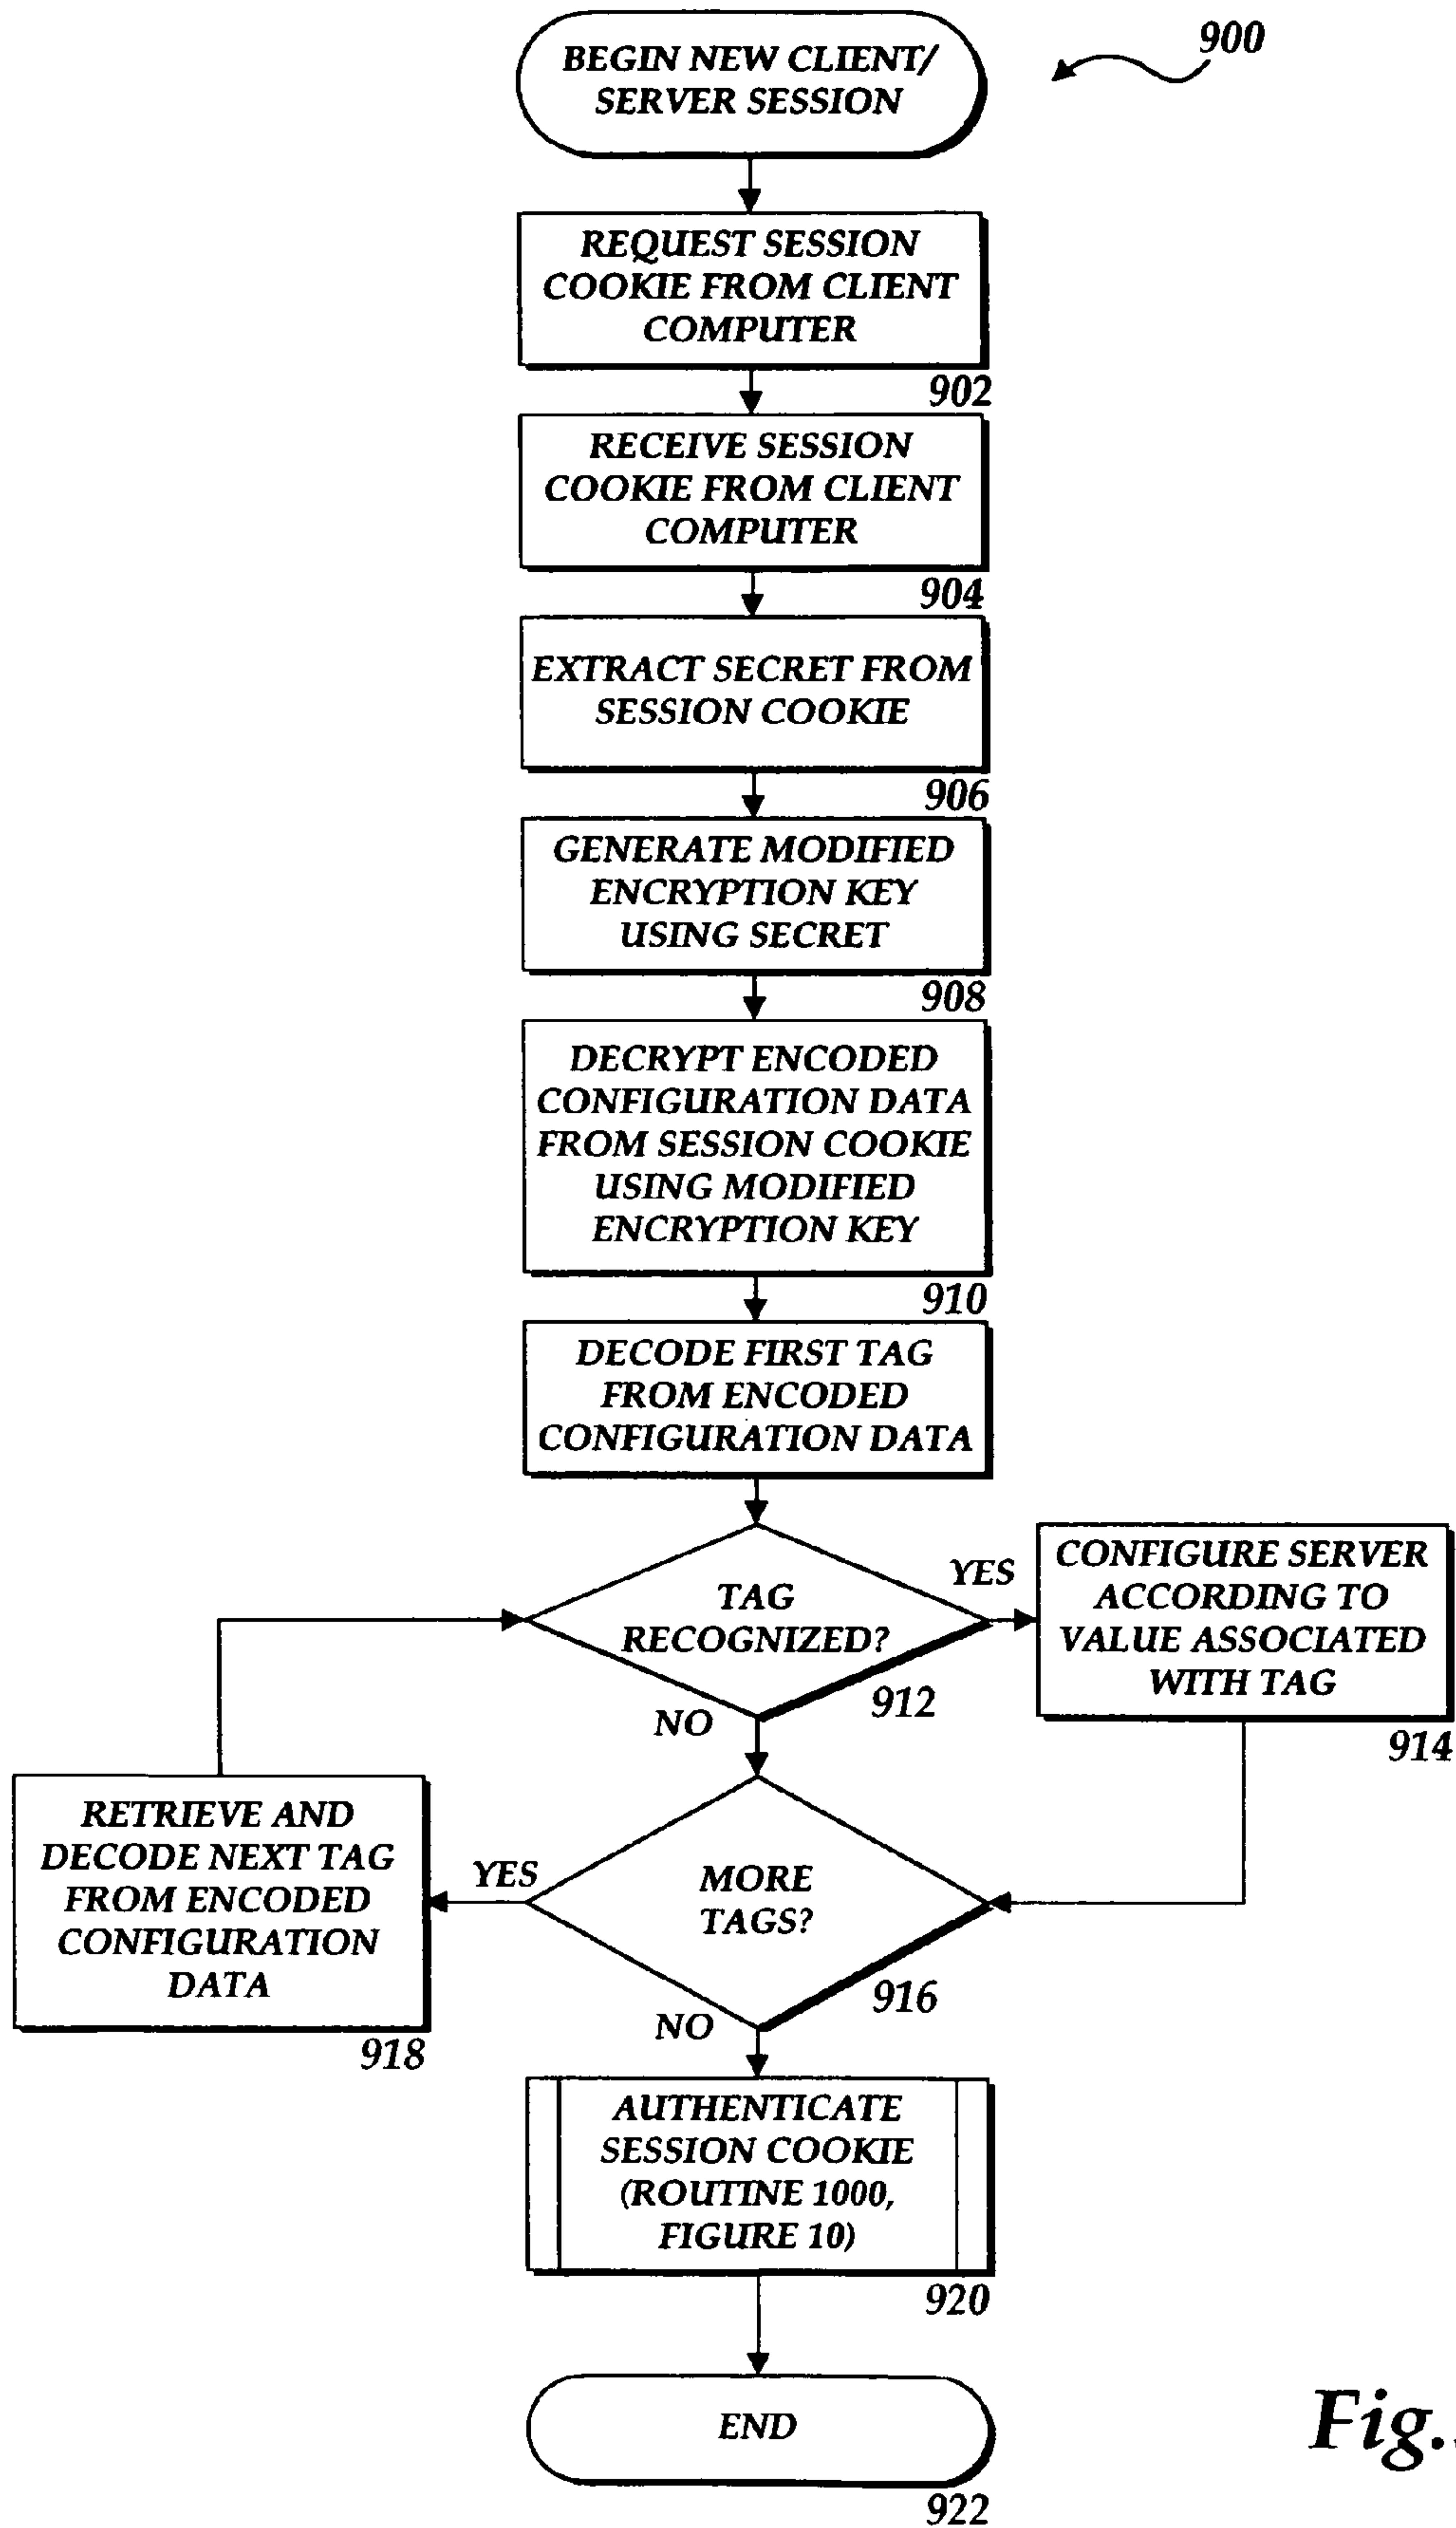 BEGIN NEW CLIENT/
SERVER SESSION
900
REQUEST SESSION
COOKIE FROM CLIENT
COMPUTER
902
RECEIVE SESSION
COOKIE FROM CLIENT
COMPUTER
904
EXTRACT SECRET FROM
SESSION COOKIE
906
GENERATE MODIFIED
ENCRYPTION KEY
USING SECRET
908
DECRYPT ENCODED
CONFIGURATION DATA
FROM SESSION COOKIE
USING MODIFIED
ENCRYPTION KEY
910
DECODE FIRST TAG
FROM ENCODED
CONFIGURATION DATA
TAG
RECOGNIZED?
912
YES
NO
CONFIGURE SERVER
ACCORDING TO
VALUE ASSOCIATED
WITH TAG
914
MORE
TAGS?
916
YES
NO
RETRIEVE AND
DECODE NEXT TAG
FROM ENCODED
CONFIGURATION
DATA
918
AUTHENTICATE
SESSION COOKIE
(ROUTINE 1000,
FIGURE 10)
920
END
922
Fig.